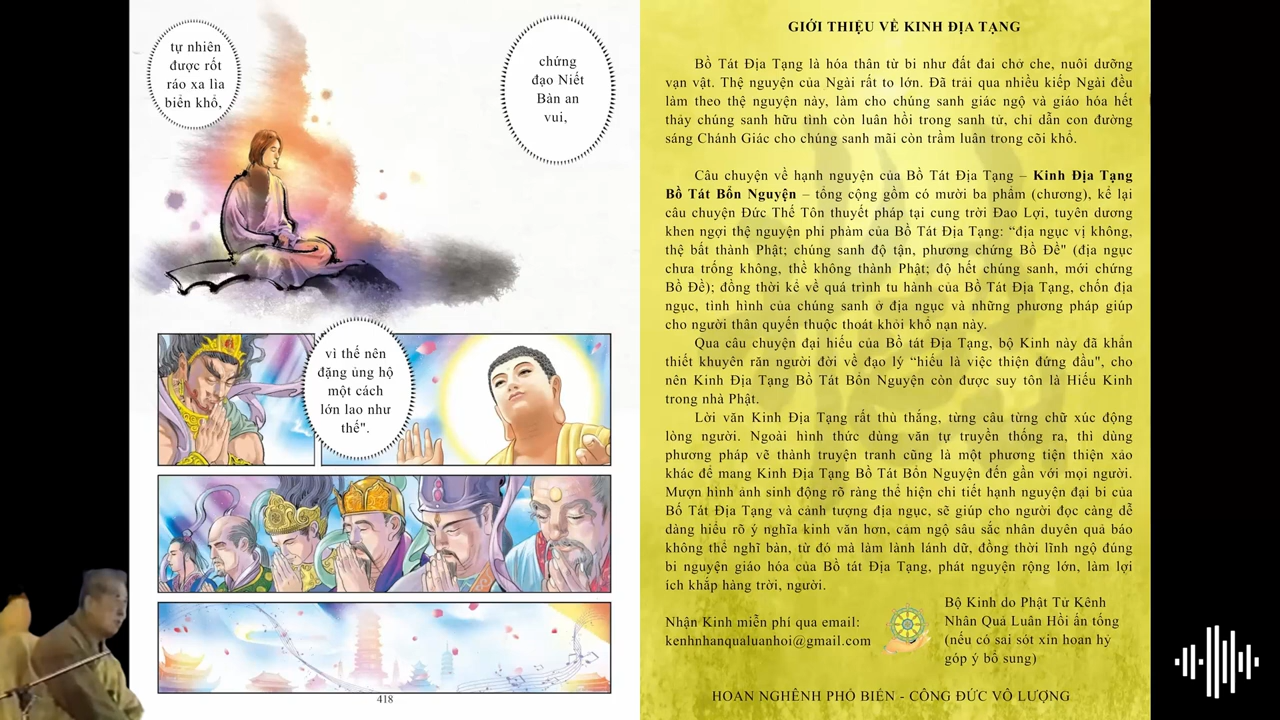 tự nhiên
được rốt
ráo xa lìa
biển khổ,
chứng
đạo Niết
Bàn an
vui,
vì thế nên
đặng ủng hộ
một cách
lớn lao như
thế".
418
GIỚI THIỆU VỀ KINH ĐỊA TẠNG
Bồ Tát Địa Tạng là hóa thân từ bi như đất đai chở che, nuôi dưỡng
vạn vật. Thệ nguyện của Ngài rất to lớn. Đã trải qua nhiều kiếp Ngài đều
làm theo thệ nguyện này, làm cho chúng sanh giác ngộ và giáo hóa hết
thảy chúng sanh hữu tình còn luân hồi trong sanh tử, chỉ dẫn con đường
sáng Chánh Giác cho chúng sanh mãi còn trầm luân trong cõi khổ.
Câu chuyện về hạnh nguyện của Bồ Tát Địa Tạng – Kinh Địa Tạng
Bồ Tát Bổn Nguyện – tổng cộng gồm có mười ba phẩm (chương), kể lại
câu chuyện Đức Thế Tôn thuyết pháp tại cung trời Đao Lợi, tuyên dương
khen ngợi thệ nguyện phi phàm của Bồ Tát Địa Tạng: “địa ngục vị không,
thệ bất thành Phật; chúng sanh độ tận, phương chứng Bồ Đề" (địa ngục
chưa trống không, thề không thành Phật; độ hết chúng sanh, mới chứng
Bồ Đề); đồng thời kể về quá trình tu hành của Bồ Tát Địa Tạng, chốn địa
ngục, tình hình của chúng sanh ở địa ngục và những phương pháp giúp
cho người thân quyến thuộc thoát khỏi khổ nạn này.
Qua câu chuyện đại hiếu của Bồ tát Địa Tạng, bộ Kinh này đã khẩn
thiết khuyên răn người đời về đạo lý “hiếu là việc thiện đứng đầu", cho
nên Kinh Địa Tạng Bồ Tát Bổn Nguyện còn được suy tôn là Hiếu Kinh
trong nhà Phật.
Lời văn Kinh Địa Tạng rất thù thắng, từng câu từng chữ xúc động
lòng người. Ngoài hình thức dùng văn tự truyền thống ra, thì dùng
phương pháp vẽ thành truyện tranh cũng là một phương tiện thiện xảo
khác để mang Kinh Địa Tạng Bồ Tát Bổn Nguyện đến gần với mọi người.
Mượn hình ảnh sinh động rõ ràng thể hiện chi tiết hạnh nguyện đại bi của
Bồ Tát Địa Tạng và cảnh tượng địa ngục, sẽ giúp cho người đọc càng dễ
dàng hiểu rõ ý nghĩa kinh văn hơn, cảm ngộ sâu sắc nhân duyên quả báo
không thể nghĩ bàn, từ đó mà làm lành lánh dữ, đồng thời lĩnh ngộ đúng
bi nguyện giáo hóa của Bồ tát Địa Tạng, phát nguyện rộng lớn, làm lợi
ích khắp hàng trời, người.
Nhận Kinh miễn phí qua email:
kenhnhanqualuanhoi@gmail.com
Bộ Kinh do Phật Tử Kênh
Nhân Quả Luân Hồi ấn tống
(nếu có sai sót xin hoan hỷ
góp ý bổ sung)
HOAN NGHÊNH PHỔ BIẾN - CÔNG ĐỨC VÔ LƯỢNG